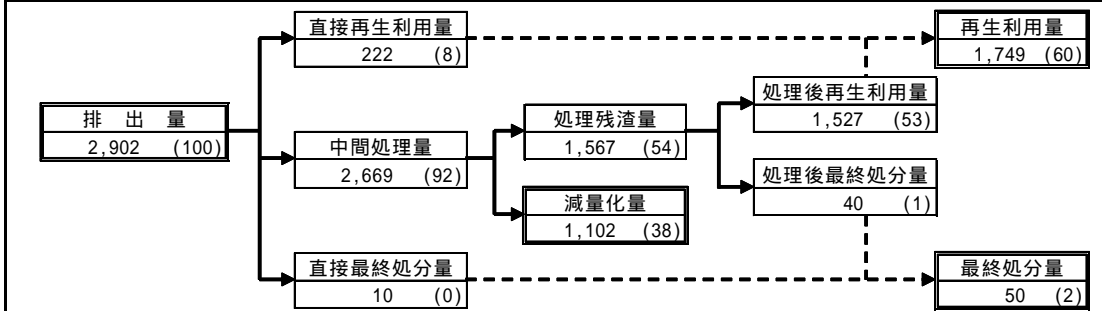 直接再生利用量
222 (8)
再生利用量
1,749 (60)
処理後再生利用量
1,527 (53)
排 出 量
2,902 (100)
処理残渣量
1,567 (54)
中間処理量
2,669 (92)
処理後最終処分量
40 (1)
減量化量
1,102 (38)
直接最終処分量
10 (0)
最終処分量
50 (2)